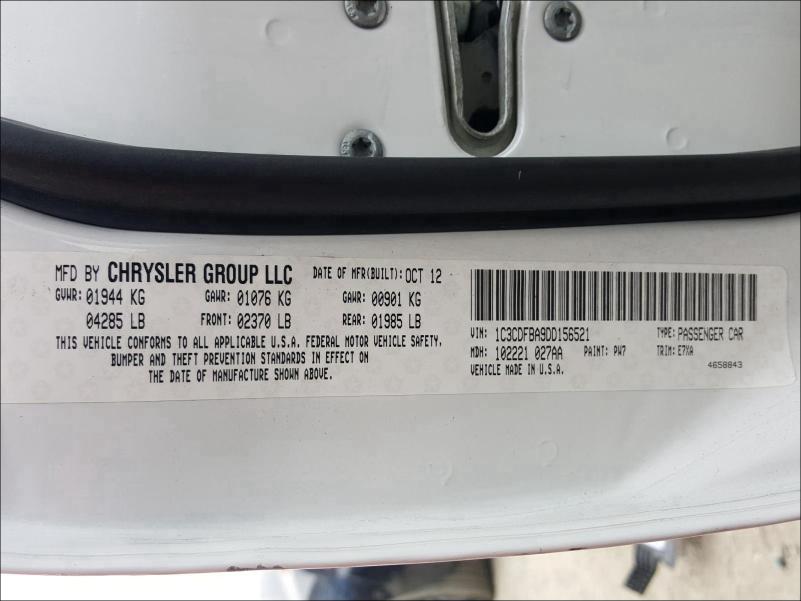 MFD BY CHRYSLER GROUP LLC DATE OF MFR(BUILT): OCT 12
GVWR: 01944 KG GAWR: 01076 KG GAWR: 00901 KG
04285 LB FRONT: 02370 LB REAR: 01985 LB
THIS VEHICLE CONFORMS TO ALL APPLICABLE U.S.A. FEDERAL MOTOR VEHICLE SAFETY,
BUMPER AND THEFT PREVENTION STANDARDS IN EFFECT ON
THE DATE OF MANUFACTURE SHOWN ABOVE.
VIN: 1C3CDFBA9DD156521 TYPE: PASSENGER CAR
MDH: 102221 027AA PAINT: PW7 TRIM: E7XA
VEHICLE MADE IN U.S.A. 4658843